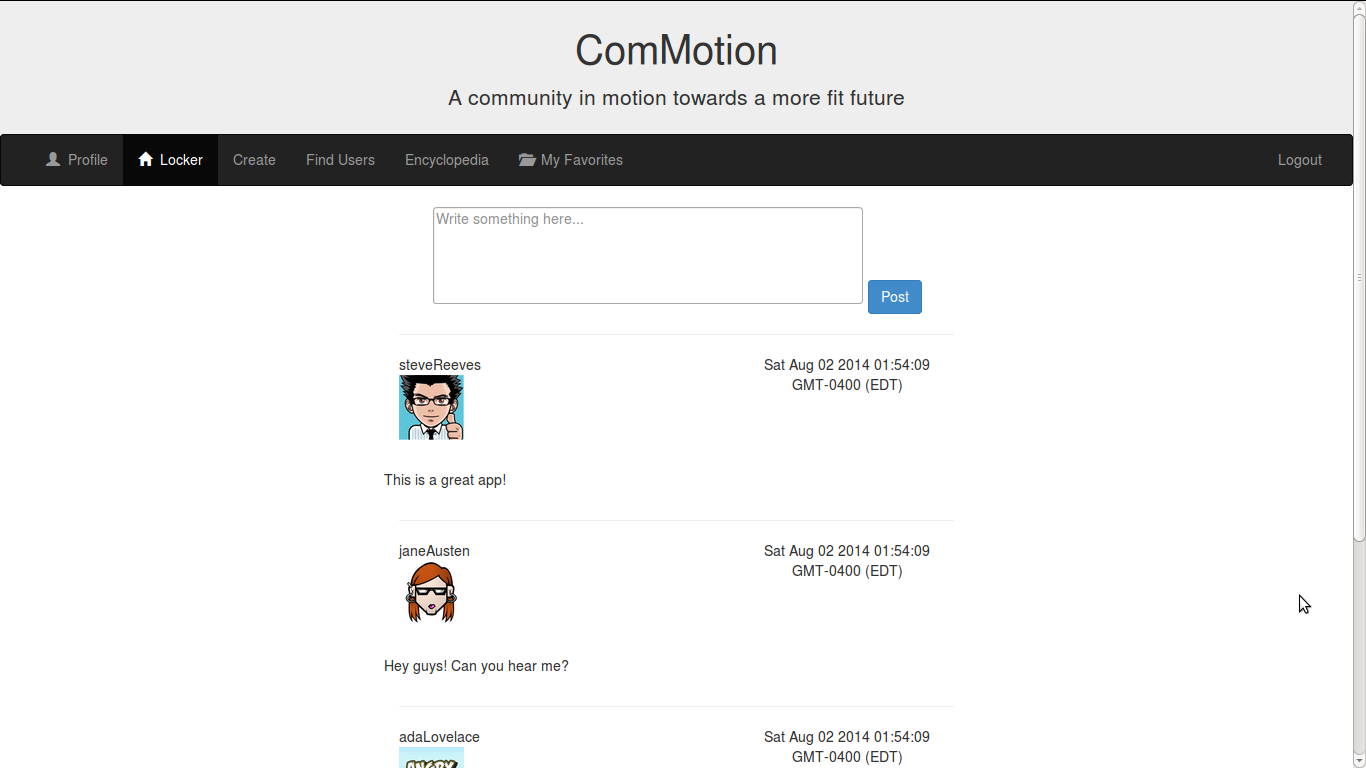 ComMotion
A community in motion towards a more fit future
Profile Locker Create Find Users Encyclopedia My Favorites Logout
Write something here...
Post
steveReeves Sat Aug 02 2014 01:54:09
GMT-0400 (EDT)
This is a great app!
janeAusten Sat Aug 02 2014 01:54:09
GMT-0400 (EDT)
Hey guys! Can you hear me?
adaLovelace Sat Aug 02 2014 01:54:09
GMT-0400 (EDT)